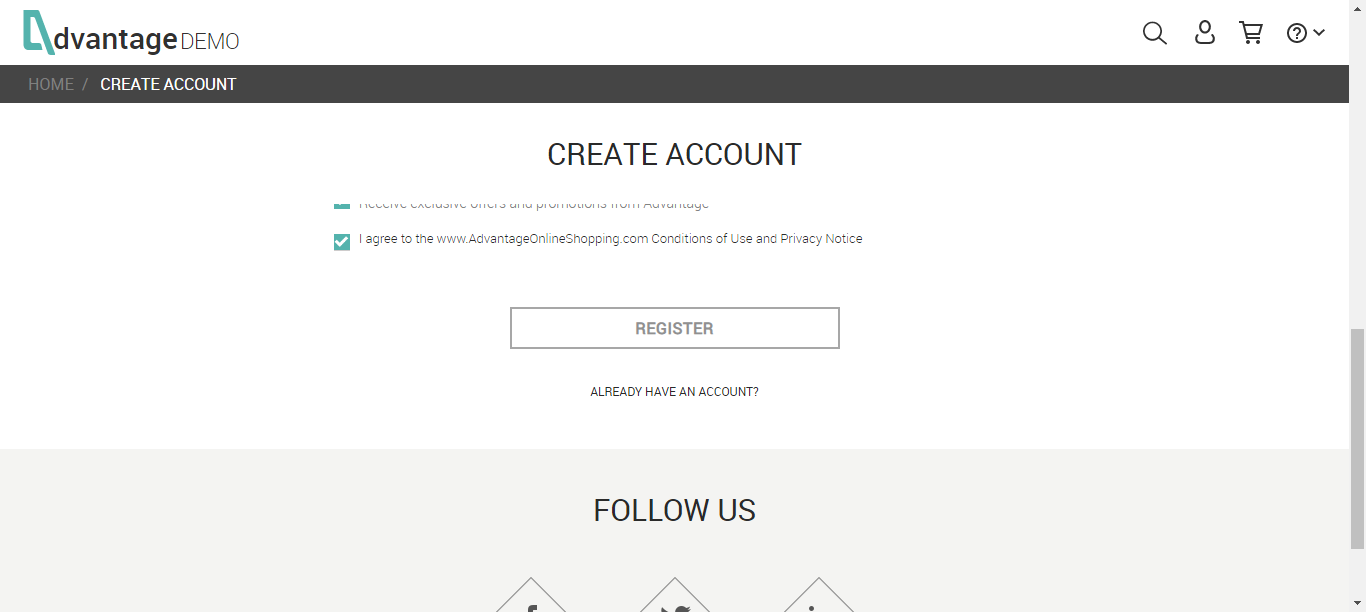 dvantage DEMO
HOME / CREATE ACCOUNT
CREATE ACCOUNT
Receive exclusive offers and promotions from Advantage
I agree to the www.AdvantageOnlineShopping.com Conditions of Use and Privacy Notice
REGISTER
ALREADY HAVE AN ACCOUNT?
FOLLOW US